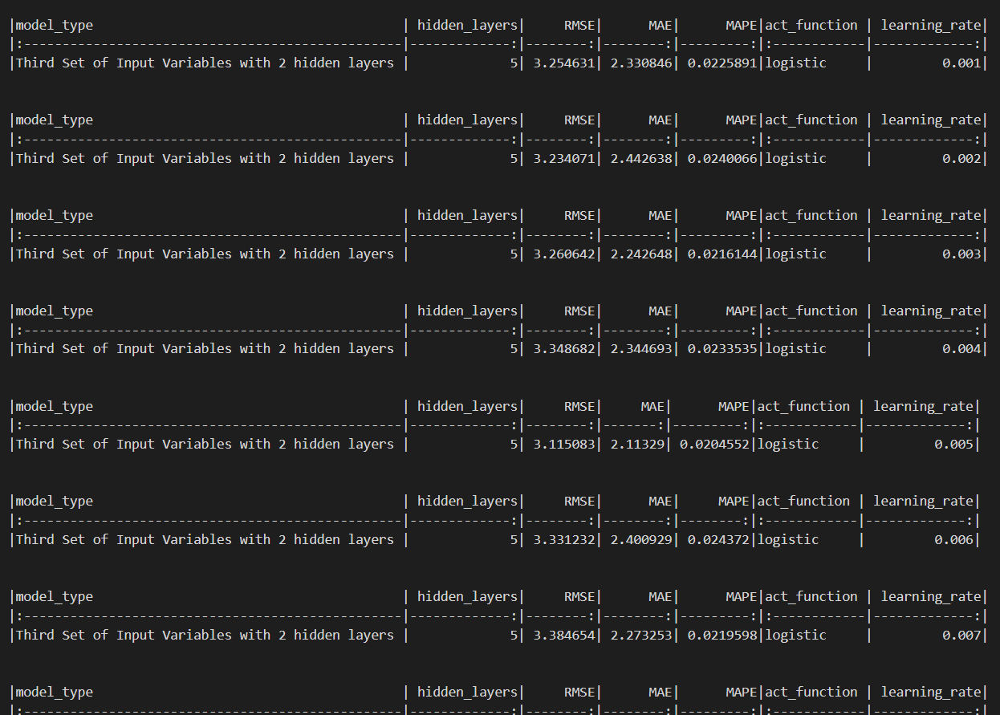 |model_type                                        | hidden_layers|     RMSE|      MAE|      MAPE|act_function | learning_rate|
|:-------------------------------------------------|-------------:|--------:|--------:|---------:|:------------|-------------:|
|Third Set of Input Variables with 2 hidden layers |             5| 3.254631| 2.330846| 0.0225891|logistic     |         0.001|
|model_type                                        | hidden_layers|     RMSE|      MAE|      MAPE|act_function | learning_rate|
|:-------------------------------------------------|-------------:|--------:|--------:|---------:|:------------|-------------:|
|Third Set of Input Variables with 2 hidden layers |             5| 3.234071| 2.442638| 0.0240066|logistic     |         0.002|
|model_type                                        | hidden_layers|     RMSE|      MAE|      MAPE|act_function | learning_rate|
|:-------------------------------------------------|-------------:|--------:|--------:|---------:|:------------|-------------:|
|Third Set of Input Variables with 2 hidden layers |             5| 3.260642| 2.242648| 0.0216144|logistic     |         0.003|
|model_type                                        | hidden_layers|     RMSE|      MAE|      MAPE|act_function | learning_rate|
|:-------------------------------------------------|-------------:|--------:|--------:|---------:|:------------|-------------:|
|Third Set of Input Variables with 2 hidden layers |             5| 3.348682| 2.344693| 0.0233535|logistic     |         0.004|
|model_type                                        | hidden_layers|     RMSE|     MAE|      MAPE|act_function | learning_rate|
|:-------------------------------------------------|-------------:|--------:|-------:|---------:|:------------|-------------:|
|Third Set of Input Variables with 2 hidden layers |             5| 3.115083| 2.11329| 0.0204552|logistic     |         0.005|
|model_type                                        | hidden_layers|     RMSE|      MAE|     MAPE|act_function | learning_rate|
|:-------------------------------------------------|-------------:|--------:|--------:|--------:|:------------|-------------:|
|Third Set of Input Variables with 2 hidden layers |             5| 3.331232| 2.400929| 0.024372|logistic     |         0.006|
|model_type                                        | hidden_layers|     RMSE|      MAE|      MAPE|act_function | learning_rate|
|:-------------------------------------------------|-------------:|--------:|--------:|---------:|:------------|-------------:|
|Third Set of Input Variables with 2 hidden layers |             5| 3.384654| 2.273253| 0.0219598|logistic     |         0.007|
|model_type                                        | hidden_layers|     RMSE|      MAE|      MAPE|act_function | learning_rate|
|:-------------------------------------------------|-------------:|--------:|--------:|---------:|:------------|-------------:|